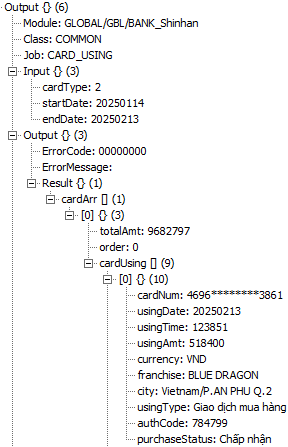 Output {} (6)
Module: GLOBAL/GBL/BANK_Shinhan
Class: COMMON
Job: CARD_USING
Input {} (3)
cardType: 2
startDate: 20250114
endDate: 20250213
Output {} (3)
ErrorCode: 00000000
ErrorMessage:
Result {} (1)
cardArr [] (1)
[0] {} (3)
totalAmt: 9682797
order: 0
cardUsing [] (9)
[0] {} (10)
cardNum: 4696********3861
usingDate: 20250213
usingTime: 123851
usingAmt: 518400
currency: VND
franchise: BLUE DRAGON
city: Vietnam/P.AN PHU Q.2
usingType: Giao dịch mua hàng
authCode: 784799
purchaseStatus: Chấp nhận